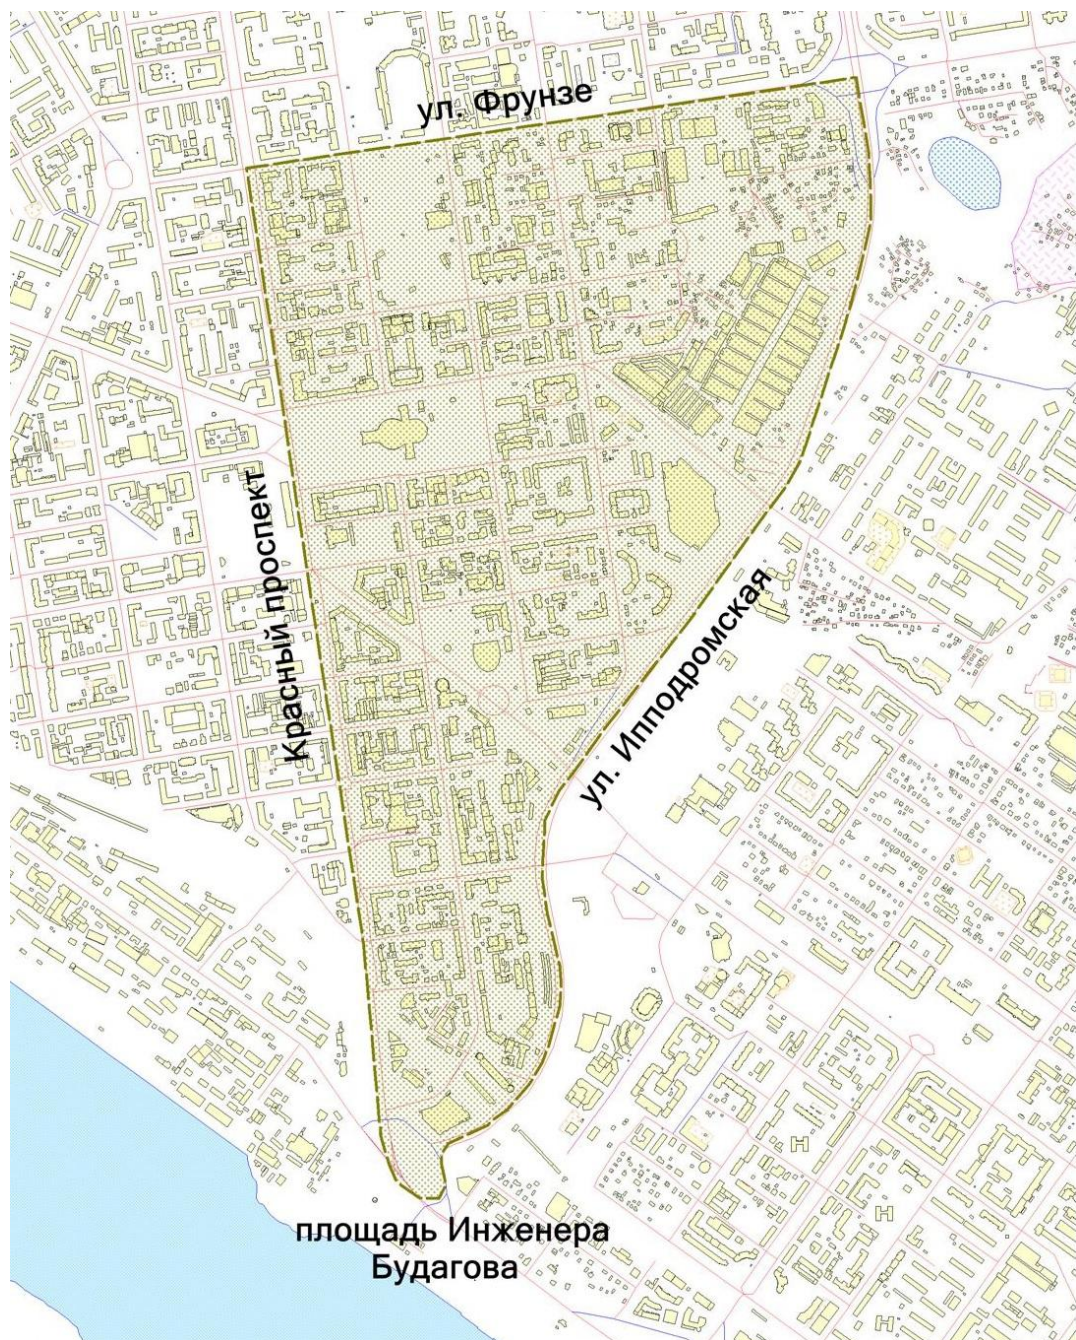 ул. Фрунзе
Красный проспект
ул. Ипподромская
площадь Инженера
Будагова